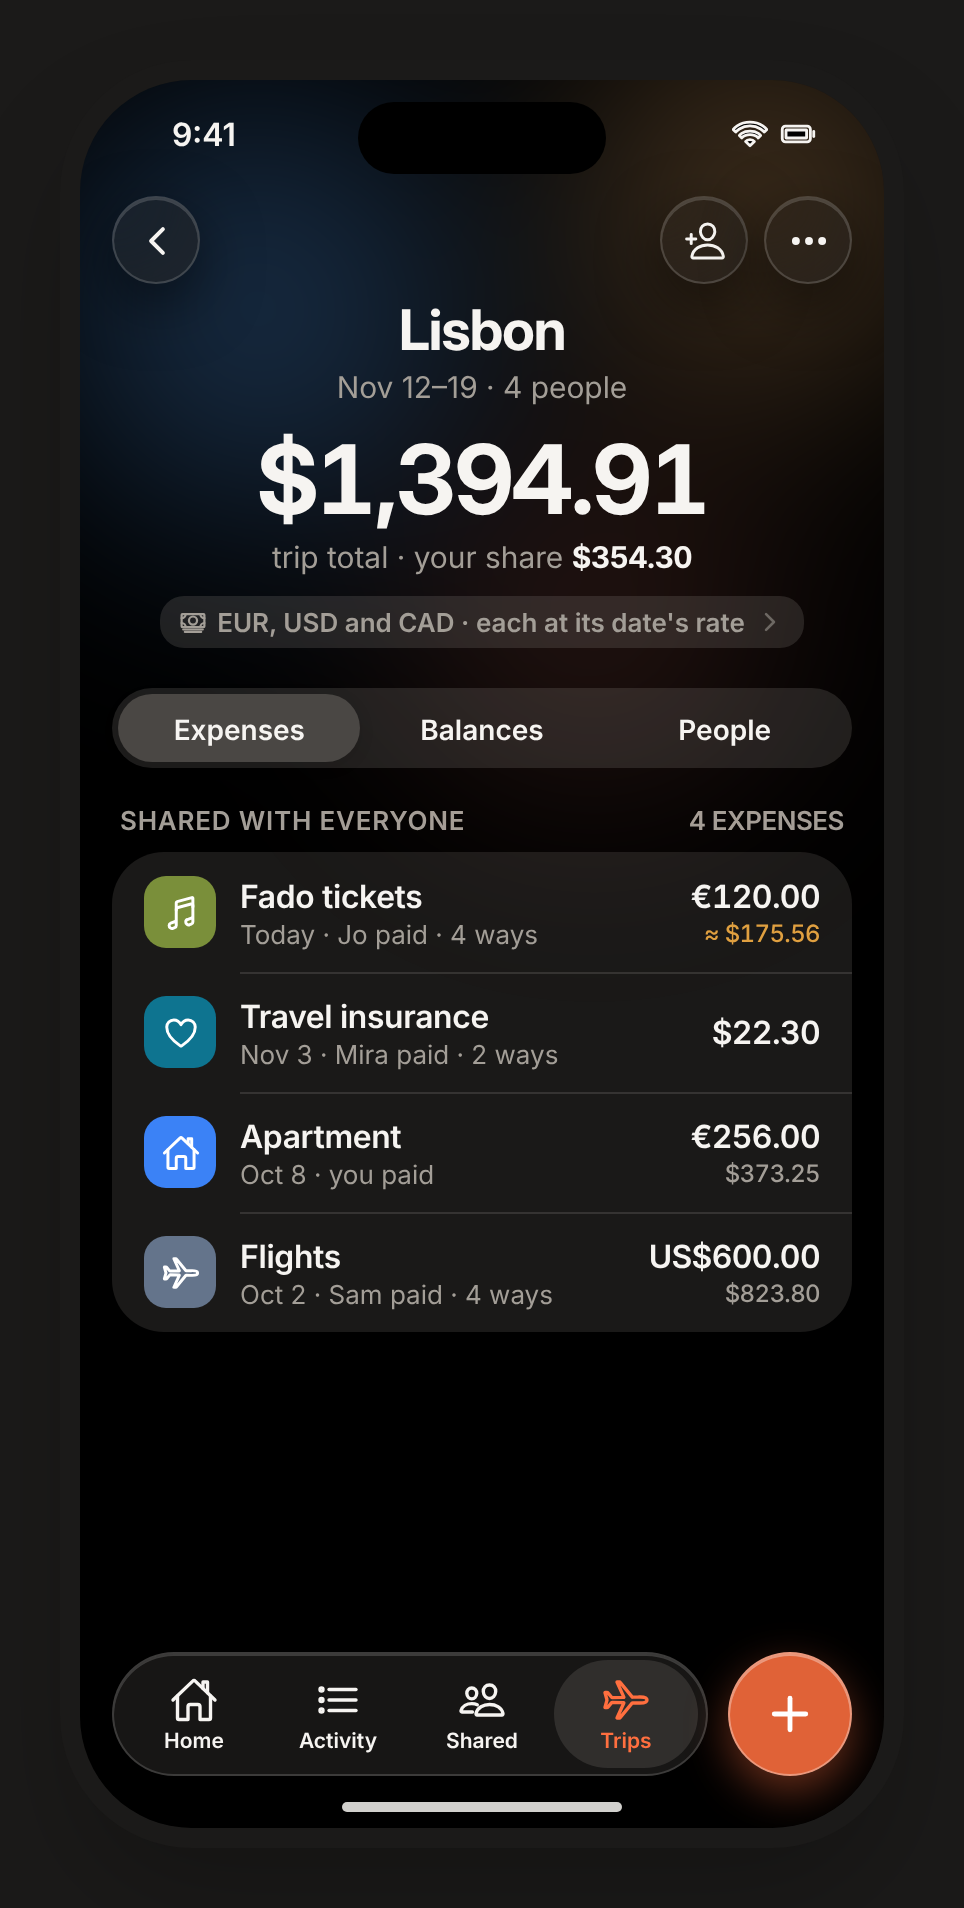 9:41
Lisbon
Nov 12–19 · 4 people
$1,394.91
trip total · your share $354.30
EUR, USD and CAD · each at its date's rate
Expenses Balances People
SHARED WITH EVERYONE 4 EXPENSES
Fado tickets €120.00
Today · Jo paid · 4 ways ≈ $175.56
Travel insurance $22.30
Nov 3 · Mira paid · 2 ways
Apartment €256.00
Oct 8 · you paid $373.25
Flights US$600.00
Oct 2 · Sam paid · 4 ways $823.80
Home Activity Shared Trips